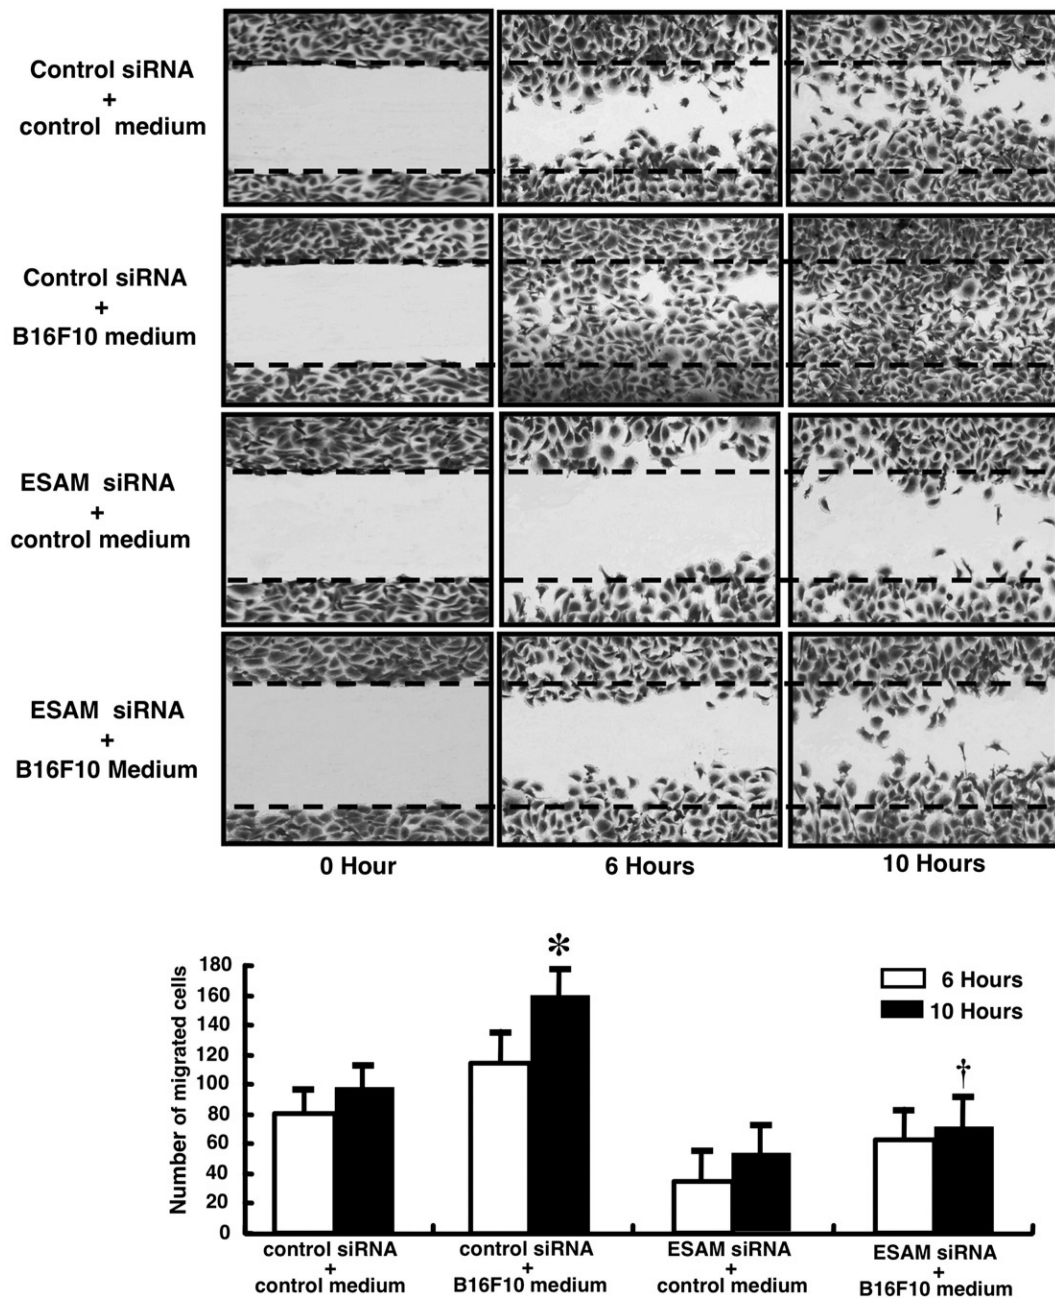 Control siRNA
+
control medium
Control siRNA
+
B16F10 medium
ESAM siRNA
+
control medium
ESAM siRNA
+
B16F10 Medium
0 Hour
6 Hours
10 Hours
Number of migrated cells
180
160
140
120
100
80
60
40
20
0
*
†
6 Hours
10 Hours
control siRNA
+
control medium
control siRNA
+
B16F10 medium
ESAM siRNA
+
control medium
ESAM siRNA
+
B16F10 medium